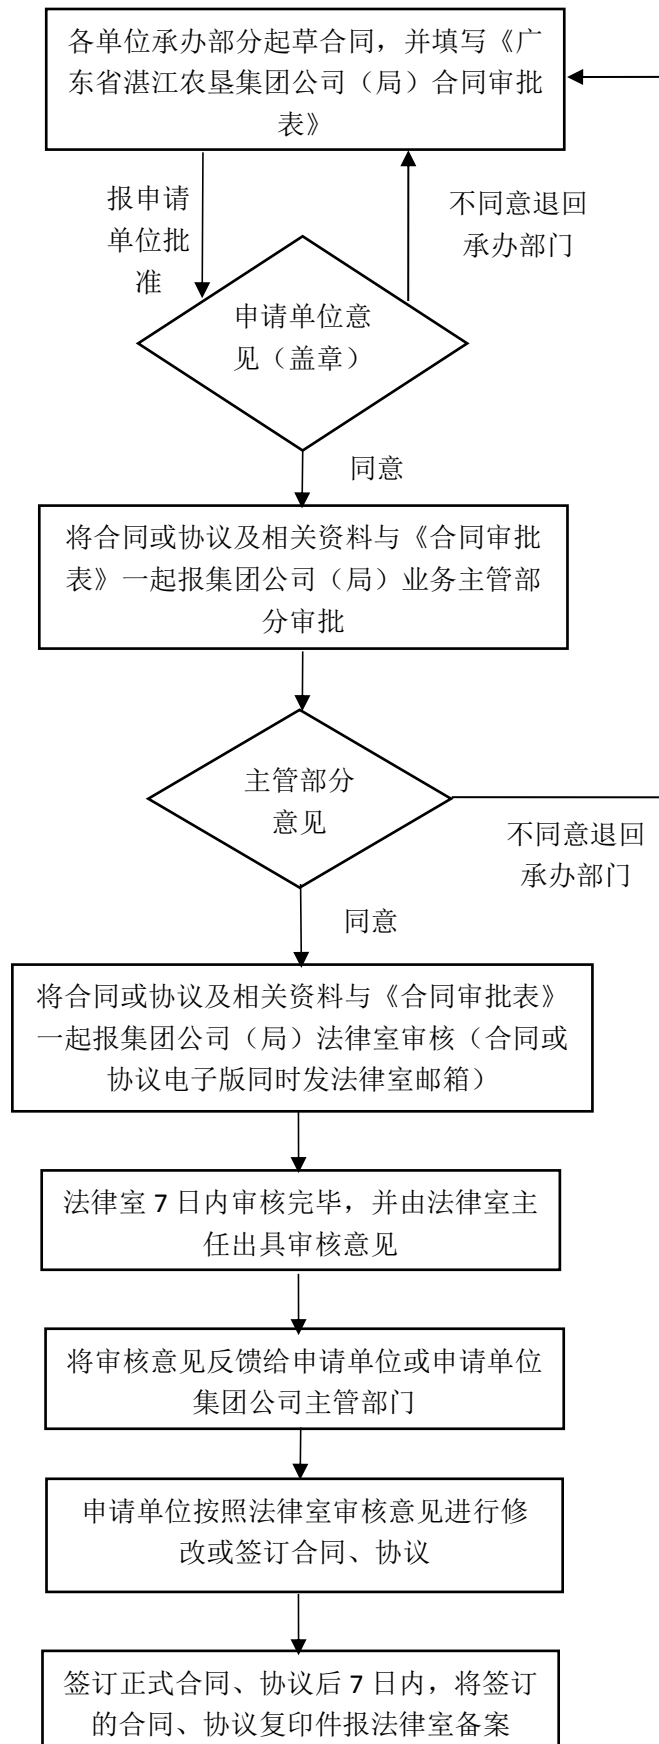 各单位承办部分起草合同，并填写《广
东省湛江农垦集团公司（局）合同审批
表》
报申请
单位批
准
不同意退回
承办部门
申请单位意
见（盖章）
同意
将合同或协议及相关资料与《合同审批
表》一起报集团公司（局）业务主管部
分审批
主管部分
意见
不同意退回
承办部门
同意
将合同或协议及相关资料与《合同审批表》
一起报集团公司（局）法律室审核（合同或
协议电子版同时发法律室邮箱）
法律室 7 日内审核完毕，并由法律室主
任出具审核意见
将审核意见反馈给申请单位或申请单位
集团公司主管部门
申请单位按照法律室审核意见进行修
改或签订合同、协议
签订正式合同、协议后 7 日内，将签订
的合同、协议复印件报法律室备案